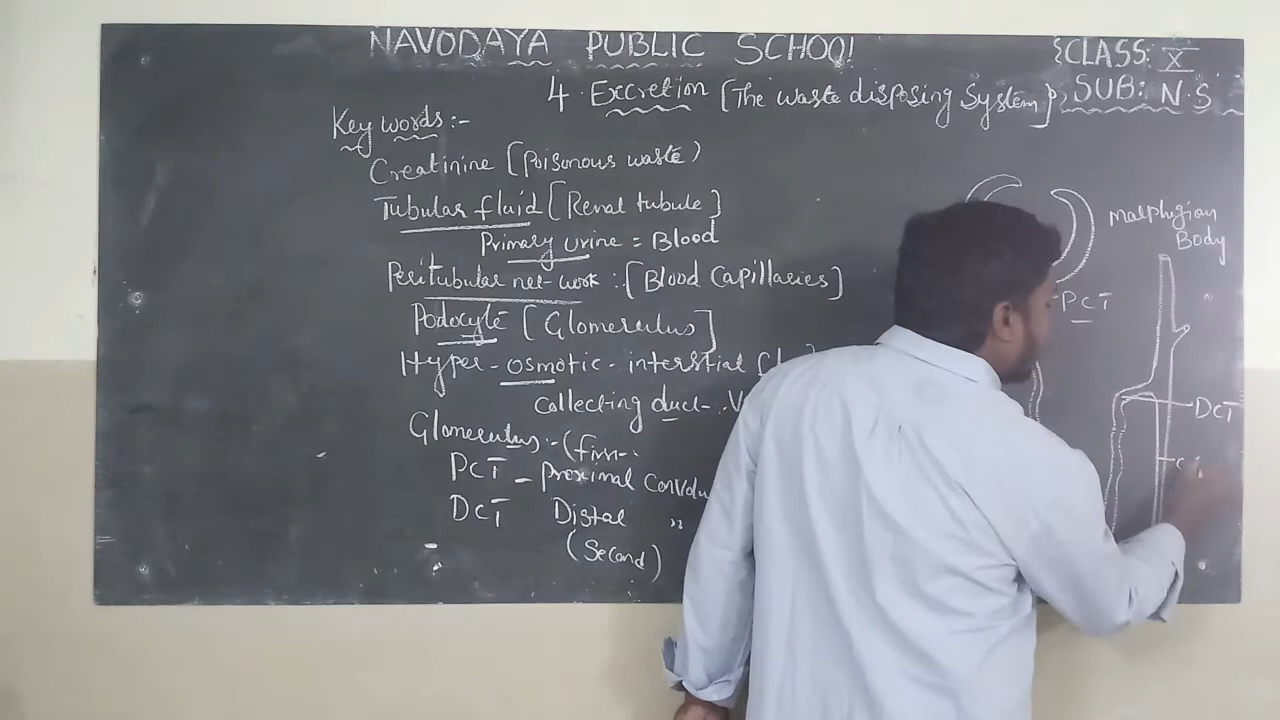 NAVODAYA PUBLIC SCHOOL
{CLASS: X
SUB: N.S
4. Excretion [The waste disposing System]
Key words:-
Creatinine [Poisonous waste)
Tubular fluid [Renal tubule]
Primary urine = Blood
Peritubular net-work :[Blood Capillaries]
Podocyte [Glomerulus]
Hyper-osmotic-interstial
Collecting duct-
Glomerulus:-(
PCT - Proximal Convolu
DCT Distal "
(Second)
Malphigian
Body
PCT
DCT